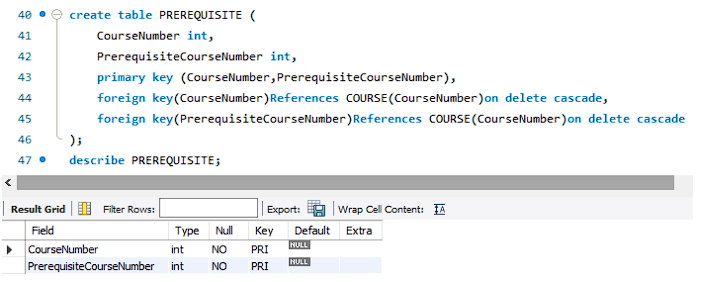 40 create table PREREQUISITE (
41 CourseNumber int,
42 PrerequisiteCourseNumber int,
43 primary key (CourseNumber,PrerequisiteCourseNumber),
44 foreign key(CourseNumber)References COURSE(CourseNumber)on delete cascade,
45 foreign key(PrerequisiteCourseNumber)References COURSE(CourseNumber)on delete cascade
46 );
47 describe PREREQUISITE;
Result Grid Filter Rows: Export: Wrap Cell Content: IA
Field Type Null Key Default Extra
CourseNumber int NO PRI NULL
PrerequisiteCourseNumber int NO PRI NULL